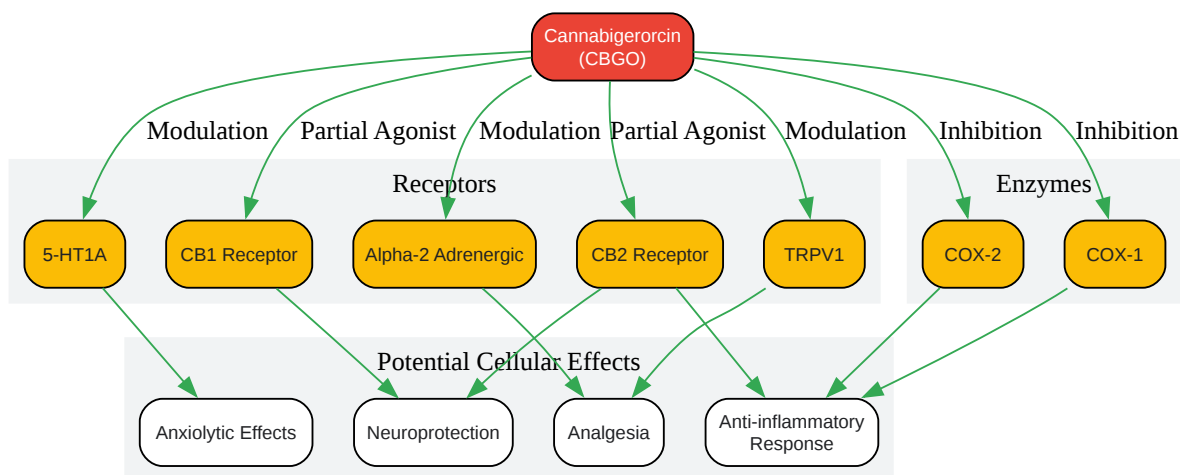 Cannabigerorcin
(CBGO)
Modulation
Partial Agonist
Modulation
Partial Agonist
Modulation
Inhibition
Inhibition
Receptors
Enzymes
5-HT1A
CB1 Receptor
Alpha-2 Adrenergic
CB2 Receptor
TRPV1
COX-2
COX-1
Potential Cellular Effects
Anxiolytic Effects
Neuroprotection
Analgesia
Anti-inflammatory
Response